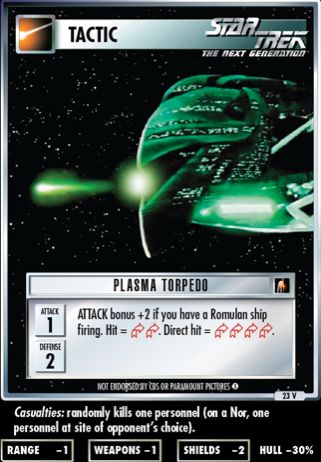 TACTIC
STAR TREK
THE NEXT GENERATION
PLASMA TORPEDO
ATTACK
1
DEFENSE
2
ATTACK bonus +2 if you have a Romulan ship
firing. Hit = . Direct hit = .
NOT ENDORSED BY CBS OR PARAMOUNT PICTURES
23 V
Casualties: randomly kills one personnel (on a Nor, one
personnel at site of opponent's choice).
RANGE −1 WEAPONS −1 SHIELDS −2 HULL −30%